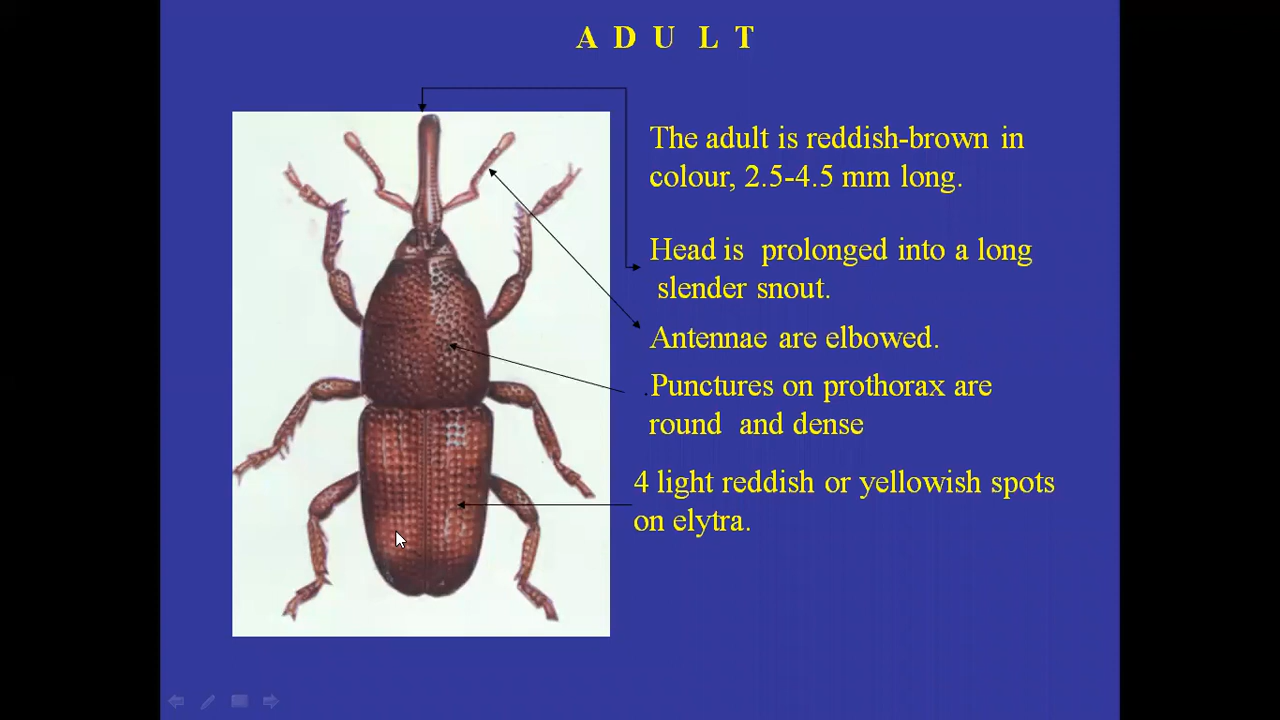 A D U L T
The adult is reddish-brown in
colour, 2.5-4.5 mm long.
Head is prolonged into a long
slender snout.
Antennae are elbowed.
.Punctures on prothorax are
round and dense
4 light reddish or yellowish spots
on elytra.